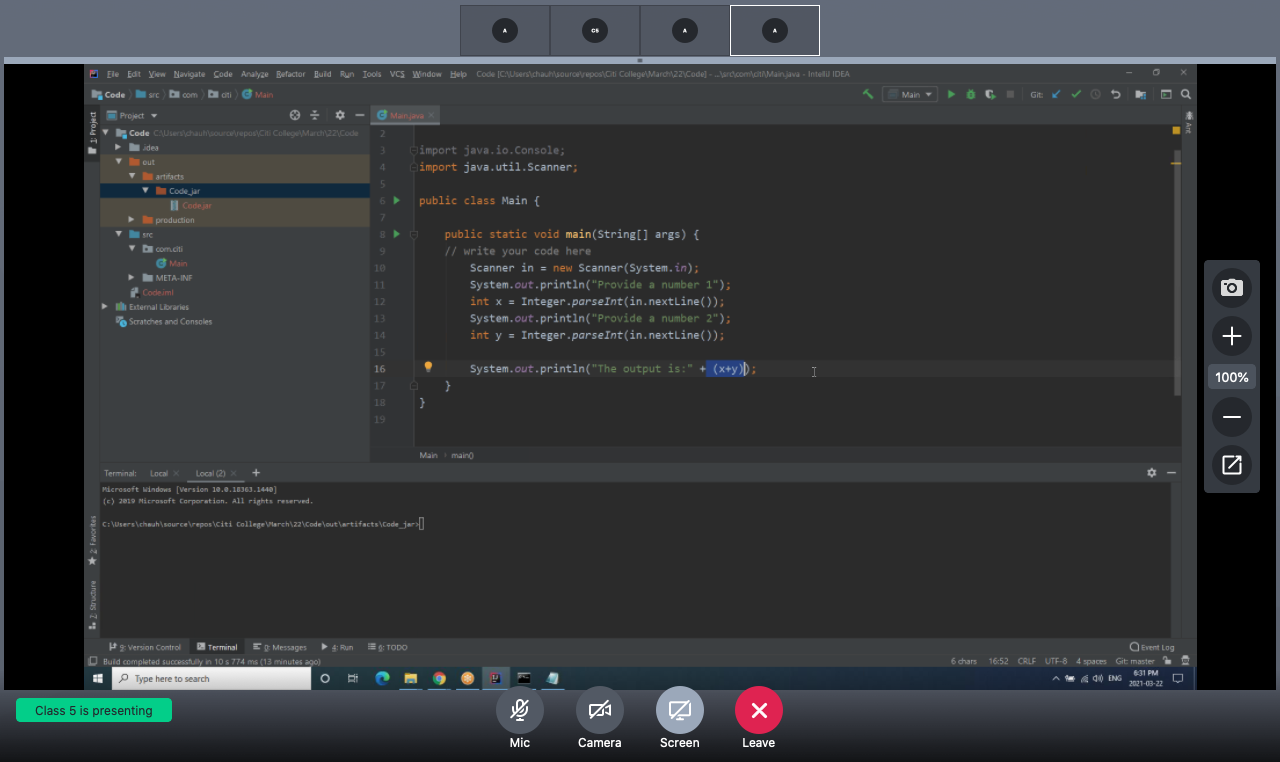 A
CS
A
A
File Edit View Navigate Code Analyze Refactor Build Run Tools VCS Window Help Code [C:\Users\chauh\source\repos\Citi College\March\22\Code] - ...\src\com\citi\Main.java - IntelliJ IDEA
Code src com citi Main
Main
Git:
1: Project
Project
Main.java
Ant
Code C:\Users\chauh\source\repos\Citi College\March\22\Code
.idea
out
artifacts
Code_jar
Code.jar
production
src
com.citi
Main
META-INF
Code.iml
External Libraries
Scratches and Consoles
2
3 import java.io.Console;
4 import java.util.Scanner;
5
6 public class Main {
7
8 public static void main(String[] args) {
9 // write your code here
10 Scanner in = new Scanner(System.in);
11 System.out.println("Provide a number 1");
12 int x = Integer.parseInt(in.nextLine());
13 System.out.println("Provide a number 2");
14 int y = Integer.parseInt(in.nextLine());
15
16 System.out.println("The output is:" + (x+y));
17 }
18 }
19
Main main()
100%
Terminal: Local Local (2) +
Microsoft Windows [Version 10.0.18363.1440]
(c) 2019 Microsoft Corporation. All rights reserved.
C:\Users\chauh\source\repos\Citi College\March\22\Code\out\artifacts\Code_jar>
2: Favorites
7: Structure
9: Version Control Terminal 0: Messages 4: Run 6: TODO Event Log
Build completed successfully in 10 s 774 ms (13 minutes ago) 6 chars 16:52 CRLF UTF-8 4 spaces Git: master
Type here to search
ENG
6:31 PM
2021-03-22
Class 5 is presenting
Mic Camera Screen Leave